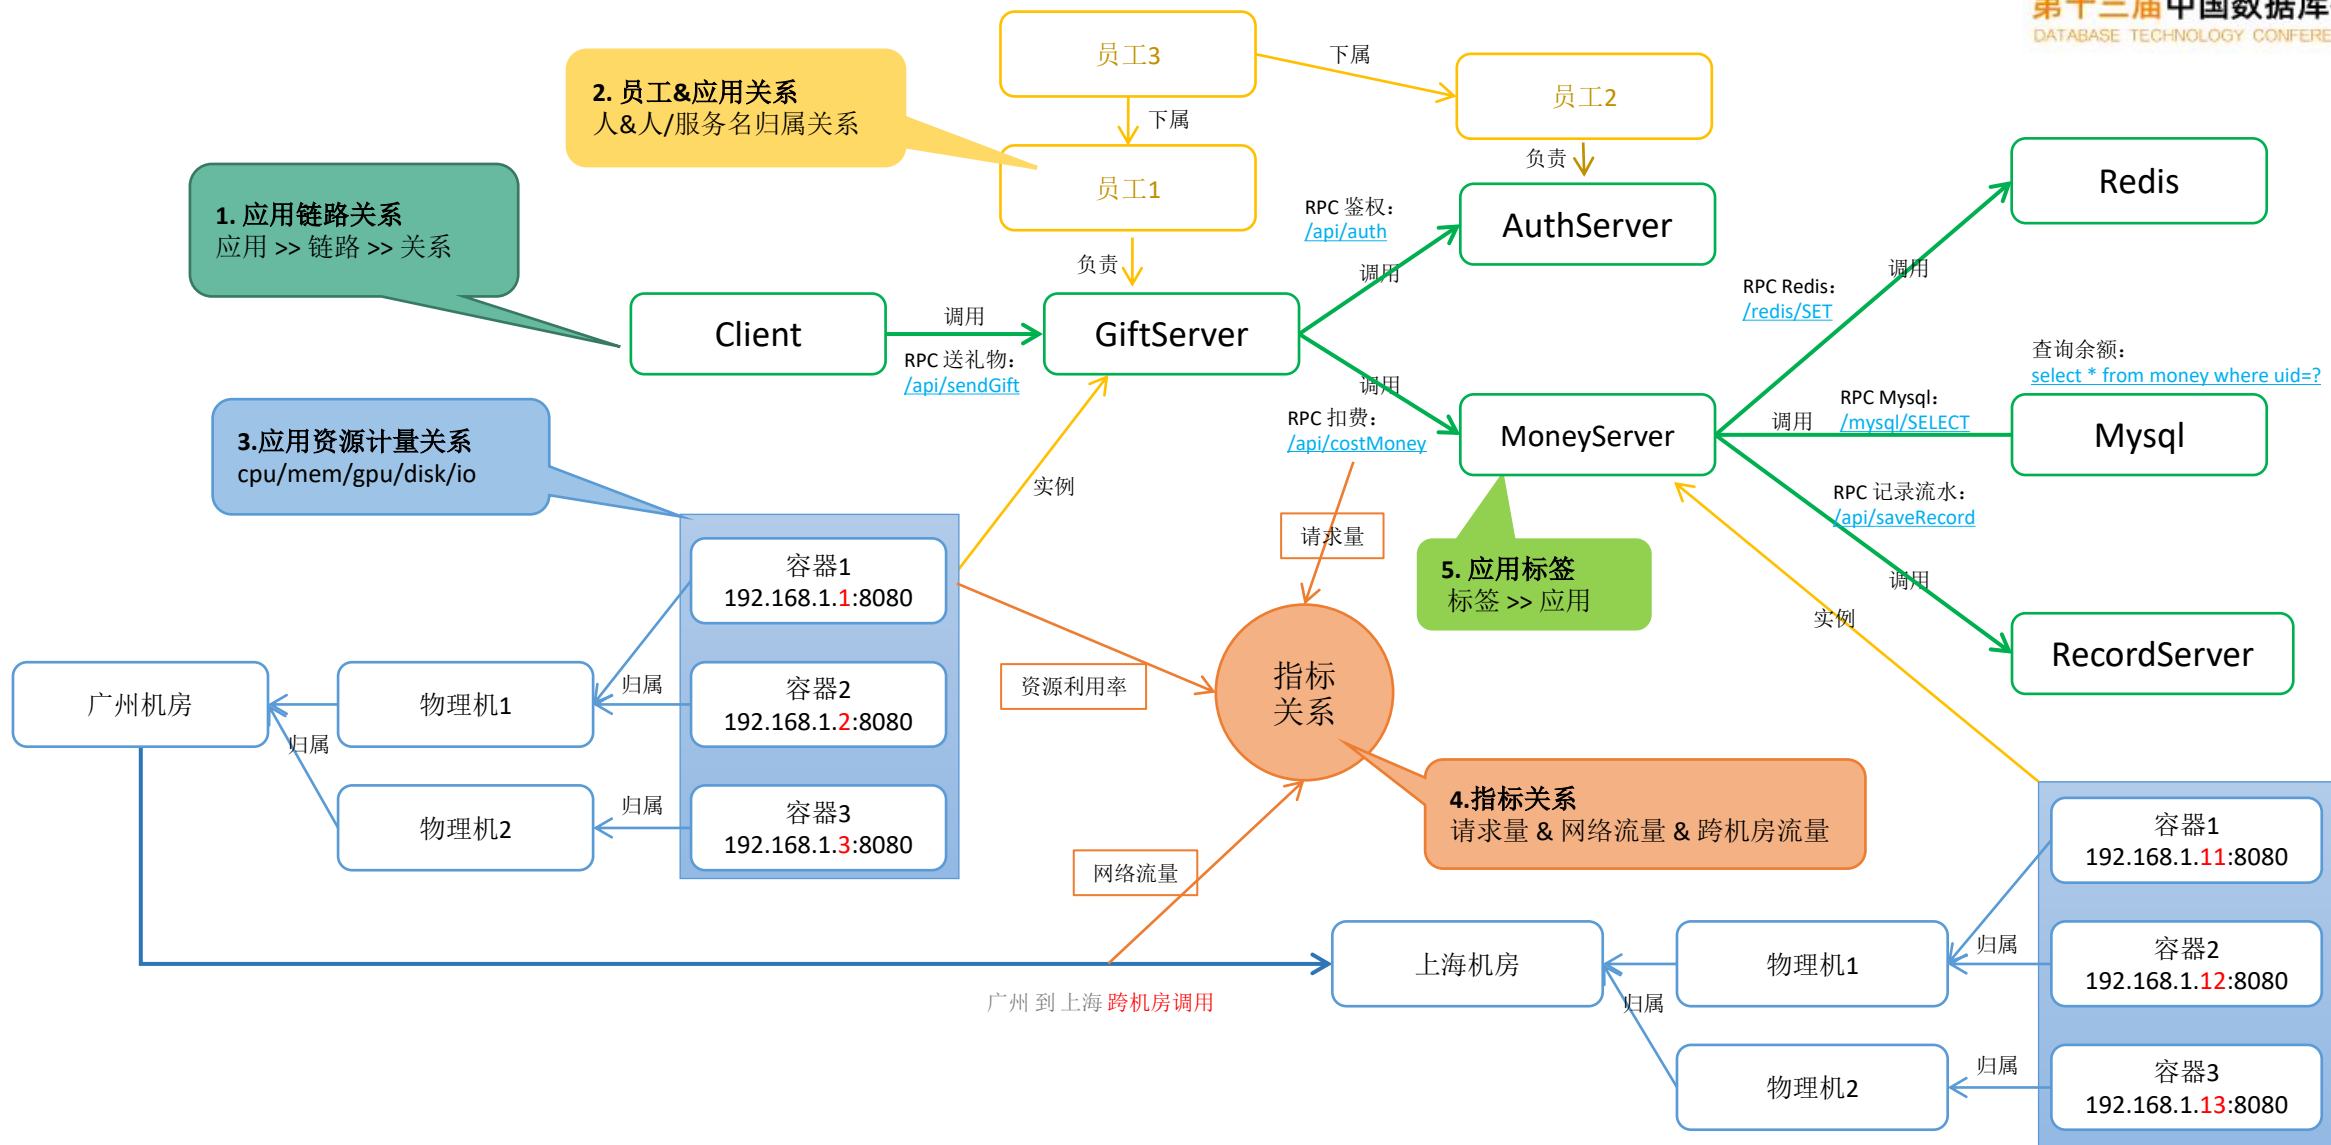 第十三届中国数据库
DATABASE TECHNOLOGY CONFERE
员工3
下属
员工2
2. 员工&应用关系
人&人/服务名归属关系
下属
负责
员工1
1. 应用链路关系
应用 >> 链路 >> 关系
RPC 鉴权：
/api/auth
AuthServer
Redis
负责
调用
调用
RPC Redis：
/redis/SET
Client
调用
GiftServer
RPC 送礼物：
/api/sendGift
查询余额：
select * from money where uid=?
调用
RPC 扣费：
/api/costMoney
MoneyServer
调用
RPC Mysql：
/mysql/SELECT
Mysql
3.应用资源计量关系
cpu/mem/gpu/disk/io
实例
RPC 记录流水：
/api/saveRecord
请求量
5. 应用标签
标签 >> 应用
调用
实例
RecordServer
容器1
192.168.1.1:8080
广州机房
物理机1
归属
容器2
192.168.1.2:8080
资源利用率
指标
关系
归属
物理机2
归属
容器3
192.168.1.3:8080
4.指标关系
请求量 & 网络流量 & 跨机房流量
网络流量
容器1
192.168.1.11:8080
上海机房
物理机1
归属
容器2
192.168.1.12:8080
广州 到 上海 跨机房调用
归属
物理机2
归属
容器3
192.168.1.13:8080